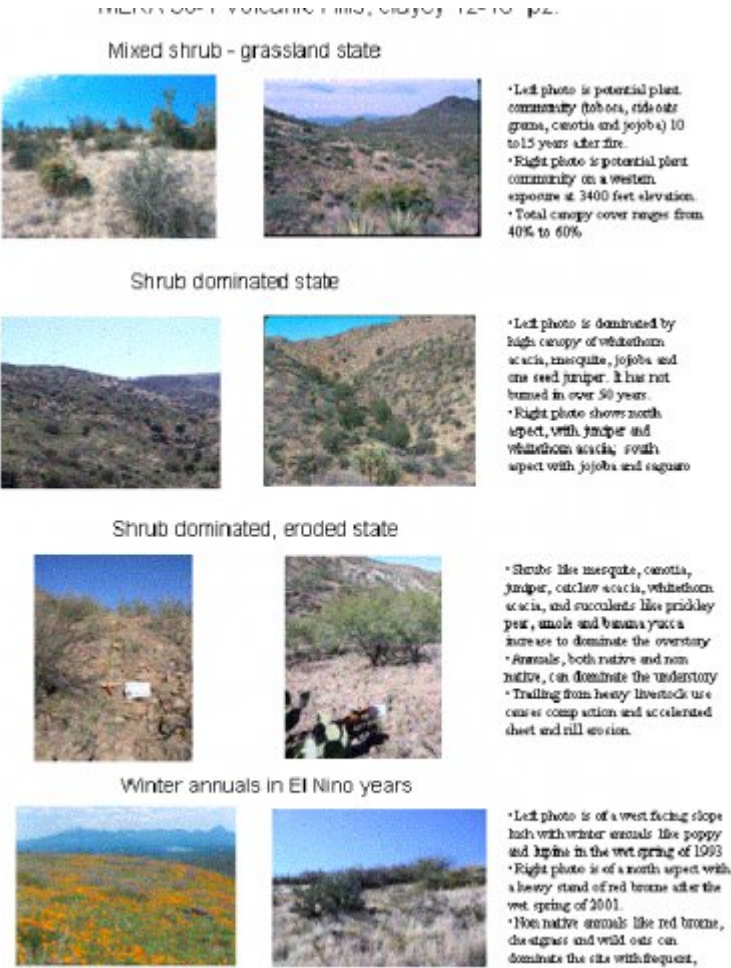 Volcanic Hills, clayey 12-16" pz.
Mixed shrub - grassland state
•Left photo is potential plant
community (tobosa, sideoats
grama, canotia and jojoba) 10
to15 years after fire.
•Right photo is potential plant
community on a western
exposure at 3400 feet elevation.
•Total canopy cover ranges from
40% to 60%
Shrub dominated state
•Left photo is dominated by
high canopy of whitethorn
acacia, mesquite, jojoba and
one seed juniper. It has not
burned in over 50 years.
•Right photo shows north
aspect, with juniper and
whitethorn acacia; south
aspect with jojoba and saguaro
Shrub dominated, eroded state
•Shrubs like mesquite, canotia,
juniper, catclaw acacia, whitethorn
acacia, and succulents like prickley
pear, amole and banana yucca
increase to dominate the overstory
•Annuals, both native and non
native, can dominate the understory
•Trailing from heavy livestock use
causes compaction and accelerated
sheet and rill erosion.
Winter annuals in El Nino years
•Left photo is of a west facing slope
lush with winter annuals like poppy
and lupine in the wet spring of 1993
•Right photo is of a north aspect with
a heavy stand of red brome after the
wet spring of 2001.
•Non native annuals like red brome,
cheatgrass and wild oats can
dominate the site with frequent,